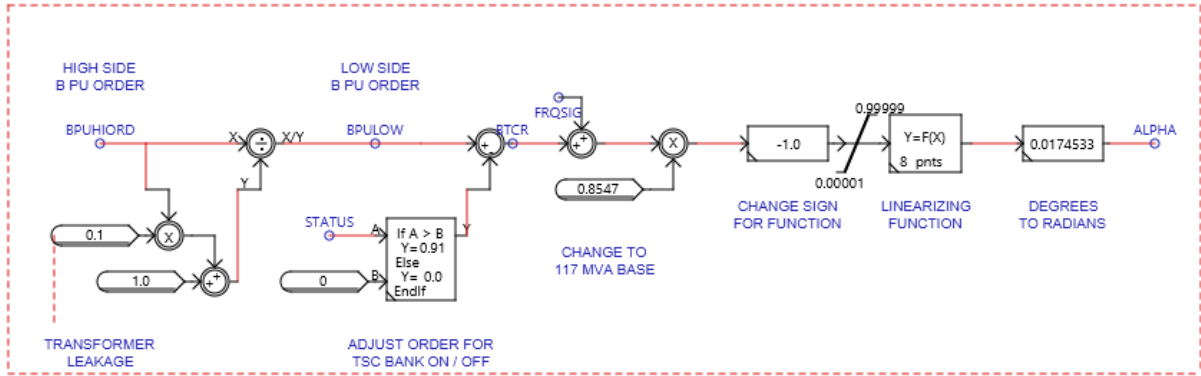 HIGH SIDE
B PU ORDER
LOW SIDE
B PU ORDER
BPUHIORD
X
÷
X/Y
Y
BPULOW
+
-
BTCR
FRQSIG
+
+
X
0.8547
-1.0
0.99999
0.00001
Y=F(X)
8 pnts
0.0174533
ALPHA
0.1
X
1.0
+
+
STATUS
A
B
0
If A > B
Y=0.91
Else
Y= 0.0
EndIf
Y
CHANGE TO
117 MVA BASE
CHANGE SIGN
FOR FUNCTION
LINEARIZING
FUNCTION
DEGREES
TO RADIANS
TRANSFORMER
LEAKAGE
ADJUST ORDER FOR
TSC BANK ON / OFF